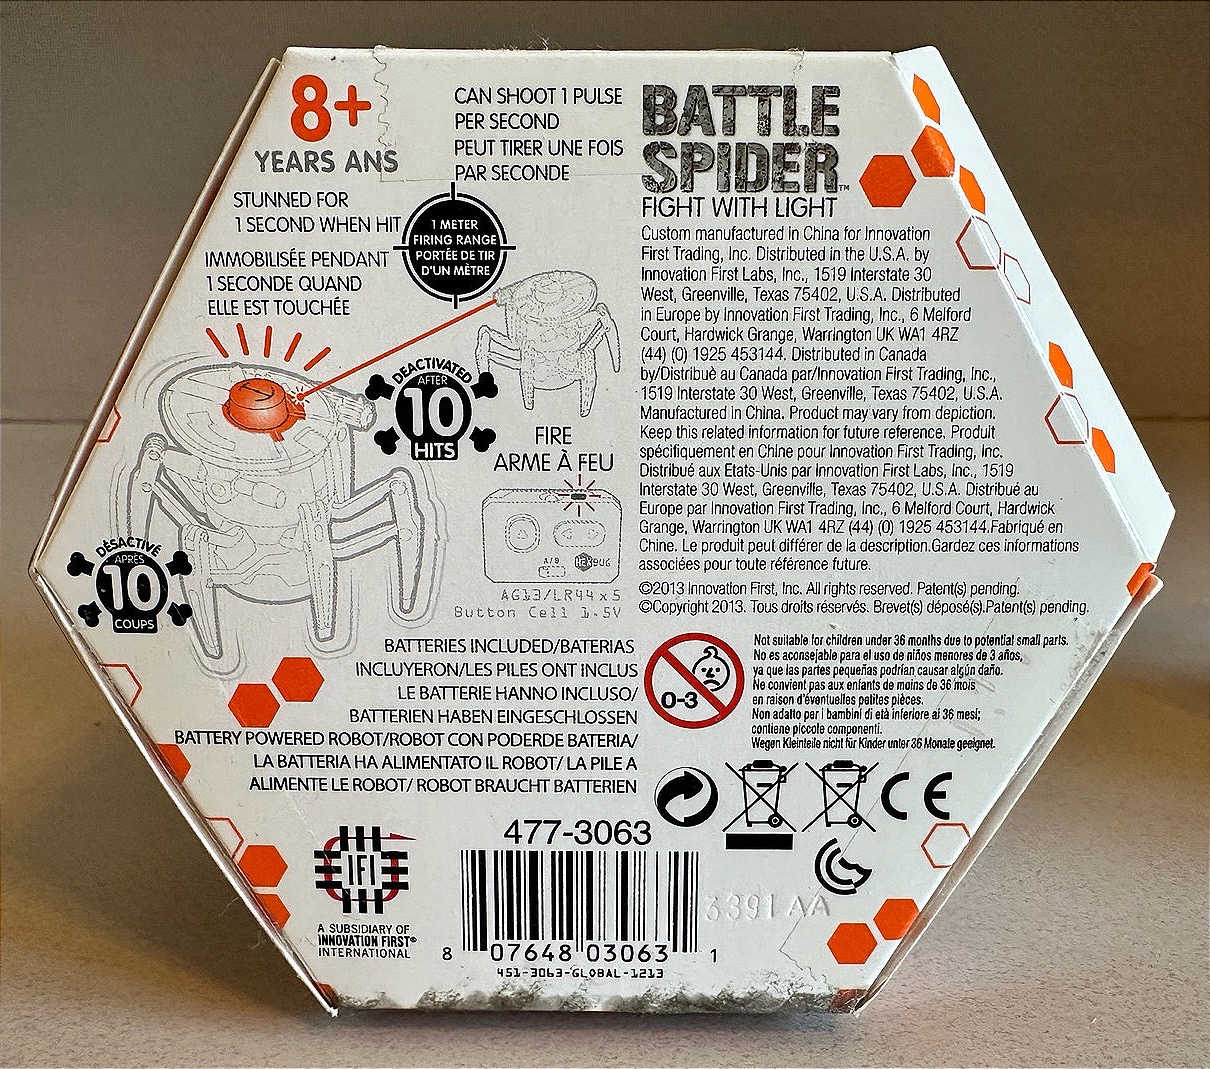 8+
YEARS ANS
CAN SHOOT 1 PULSE
PER SECOND
PEUT TIRER UNE FOIS
PAR SECONDE
STUNNED FOR
1 SECOND WHEN HIT
IMMOBILISÉE PENDANT
1 SECONDE QUAND
ELLE EST TOUCHÉE
1 METER
FIRING RANGE
PORTÉE DE TIR
D'UN MÈTRE
DEACTIVATED
AFTER
10
HITS
FIRE
ARME À FEU
A/B
HEXBUG
AG13/LR44 x 5
Button Cell 1.5V
DÉSACTIVÉ
APRÈS
10
COUPS
BATTERIES INCLUDED/BATERIAS
INCLUYERON/LES PILES ONT INCLUS
LE BATTERIE HANNO INCLUSO/
BATTERIEN HABEN EINGESCHLOSSEN
BATTERY POWERED ROBOT/ROBOT CON PODERDE BATERIA/
LA BATTERIA HA ALIMENTATO IL ROBOT/ LA PILE A
ALIMENTE LE ROBOT/ ROBOT BRAUCHT BATTERIEN
BATTLE
SPIDER™
FIGHT WITH LIGHT
Custom manufactured in China for Innovation
First Trading, Inc. Distributed in the U.S.A. by
Innovation First Labs, Inc., 1519 Interstate 30
West, Greenville, Texas 75402, U.S.A. Distributed
in Europe by Innovation First Trading, Inc., 6 Melford
Court, Hardwick Grange, Warrington UK WA1 4RZ
(44) (0) 1925 453144. Distributed in Canada
by/Distribuè au Canada par/Innovation First Trading, Inc.,
1519 Interstate 30 West, Greenville, Texas 75402, U.S.A.
Manufactured in China. Product may vary from depiction.
Keep this related information for future reference. Produit
spécifiquement en Chine pour Innovation First Trading, Inc.
Distribué aux Etats-Unis par Innovation First Labs, Inc., 1519
Interstate 30 West, Greenville, Texas 75402, U.S.A. Distribué au
Europe par Innovation First Trading, Inc., 6 Melford Court, Hardwick
Grange, Warrington UK WA1 4RZ (44) (0) 1925 453144.Fabriqué en
Chine. Le produit peut différer de la description.Gardez ces informations
associées pour toute référence future.
©2013 Innovation First, Inc. All rights reserved. Patent(s) pending.
©Copyright 2013. Tous droits réservés. Brevet(s) déposé(s).Patent(s) pending.
0-3
Not suitable for children under 36 months due to potential small parts.
No es aconsejable para el uso de niños menores de 3 años,
ya que las partes pequeñas podrían causar algún daño.
Ne convient pas aux enfants de moins de 36 mois
en raison d'éventuelles petites pièces.
Non adatto per i bambini di età inferiore ai 36 mesi;
contiene piccole componenti.
Wegen Kleinteile nicht für Kinder unter 36 Monate geeignet.
CE
IFI
A SUBSIDIARY OF
INNOVATION FIRST®
INTERNATIONAL
477-3063
8 07648 03063 1
451-3063-GLOBAL-1213
3391 AA